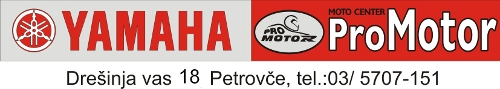 YAMAHA
PRO MOTOR
MOTO CENTER
ProMotor
Drešinja vas 18 Petrovče, tel.:03/ 5707-151